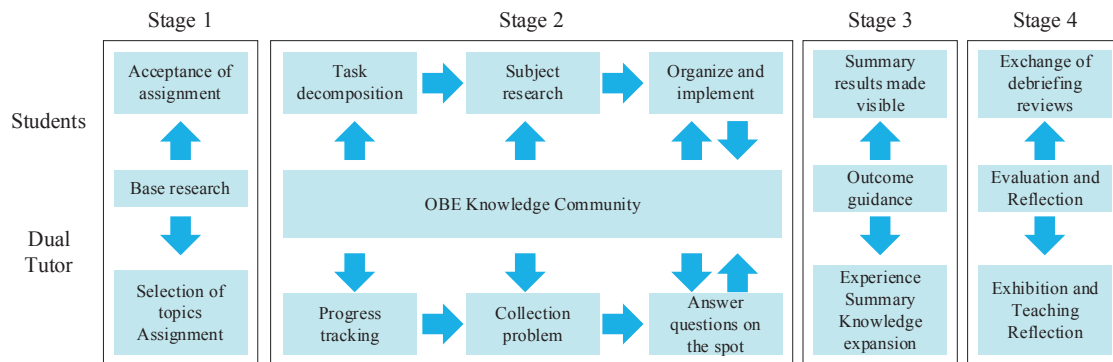 Stage 1
Stage 2
Stage 3
Stage 4
Students
Dual
Tutor
Acceptance of
assignment
Base research
Selection of
topics
Assignment
Task
decomposition
Subject
research
Organize and
implement
OBE Knowledge Community
Progress
tracking
Collection
problem
Answer
questions on
the spot
Summary
results made
visible
Outcome
guidance
Experience
Summary
Knowledge
expansion
Exchange of
debriefing
reviews
Evaluation and
Reflection
Exhibition and
Teaching
Reflection